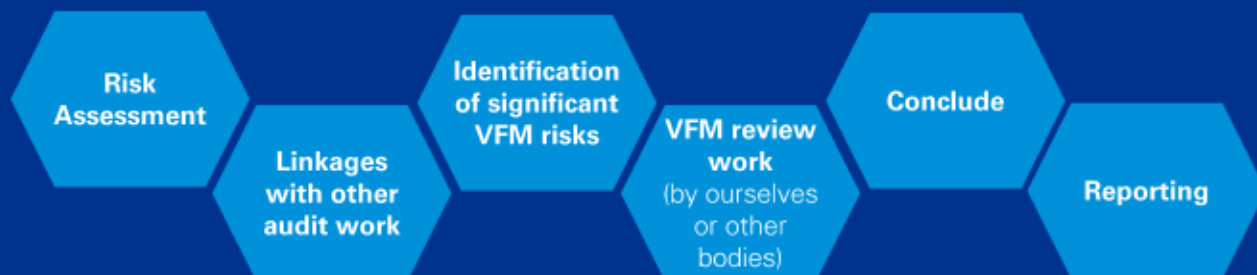 Risk
Assessment
Linkages
with other
audit work
Identification
of significant
VFM risks
VFM review
work
(by ourselves
or other
bodies)
Conclude
Reporting